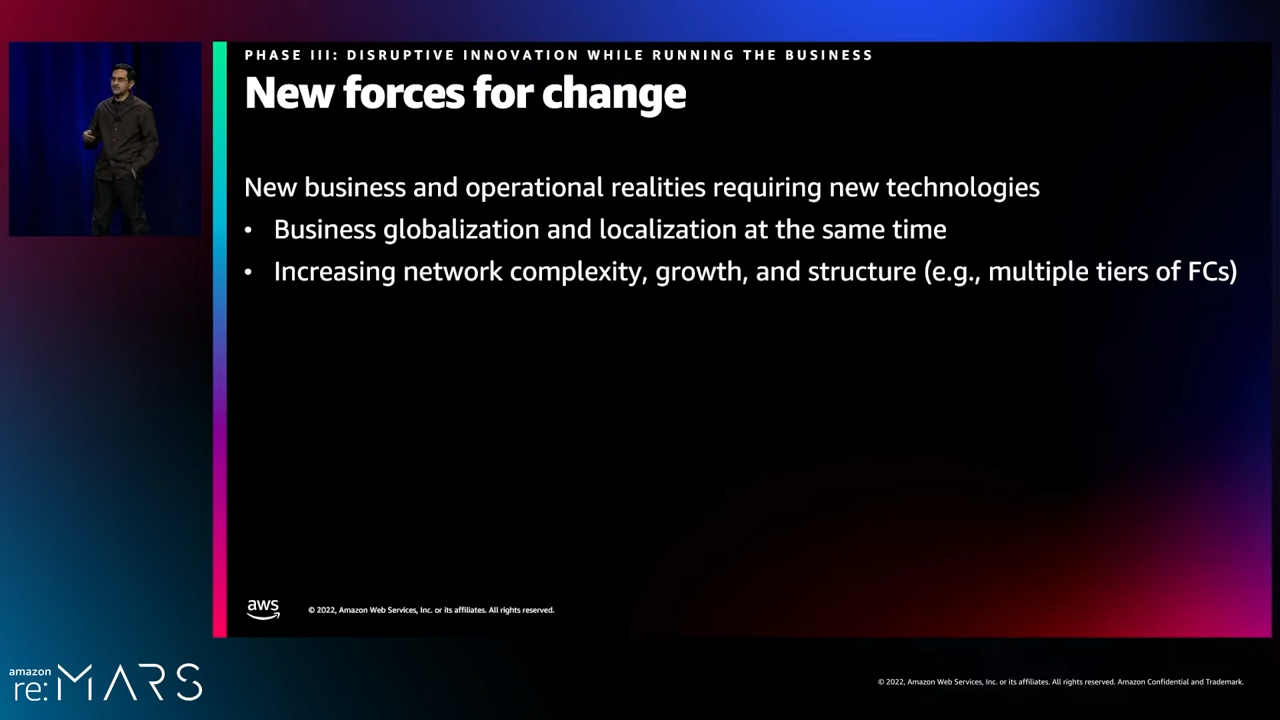 PHASE III: DISRUPTIVE INNOVATION WHILE RUNNING THE BUSINESS
New forces for change
New business and operational realities requiring new technologies
• Business globalization and localization at the same time
• Increasing network complexity, growth, and structure (e.g., multiple tiers of FCs)
aws
© 2022, Amazon Web Services, Inc. or its affiliates. All rights reserved.
amazon
re:MARS
© 2022, Amazon Web Services, Inc. or its affiliates. All rights reserved. Amazon Confidential and Trademark.